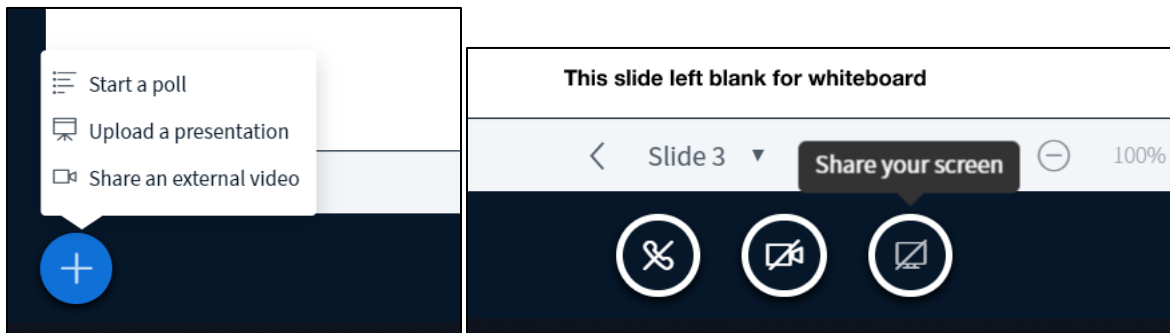 Start a poll
Upload a presentation
Share an external video
This slide left blank for whiteboard
Slide 3
Share your screen
100%